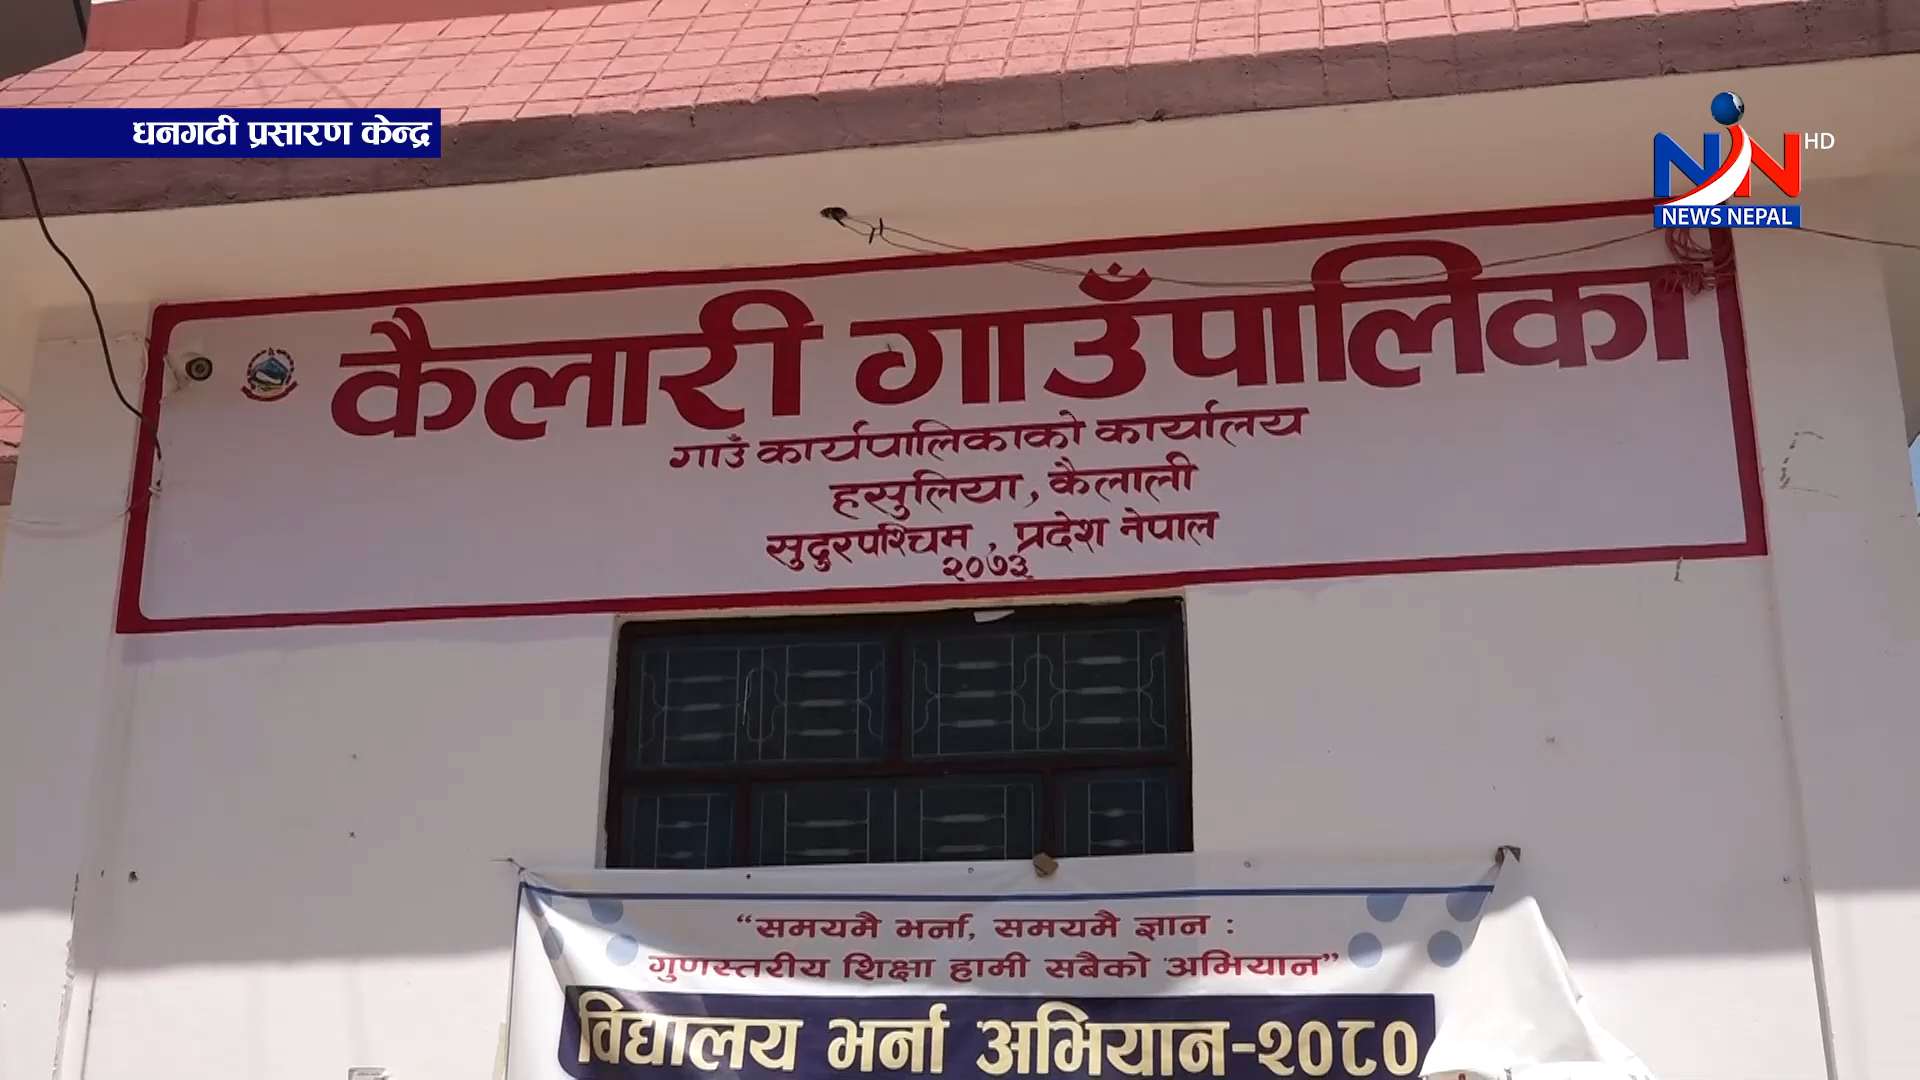 धनगढी प्रसारण केन्द्र
NN HD
NEWS NEPAL
कैलारी गाउँपालिका
गाउँ कार्यपालिकाको कार्यालय
हसुलिया, कैलाली
सुदुरपश्चिम , प्रदेश नेपाल
२०७३
“समयमै भर्ना, समयमै ज्ञान :
गुणस्तरीय शिक्षा हामी सबैको अभियान”
विद्यालय भर्ना अभियान-२०८०